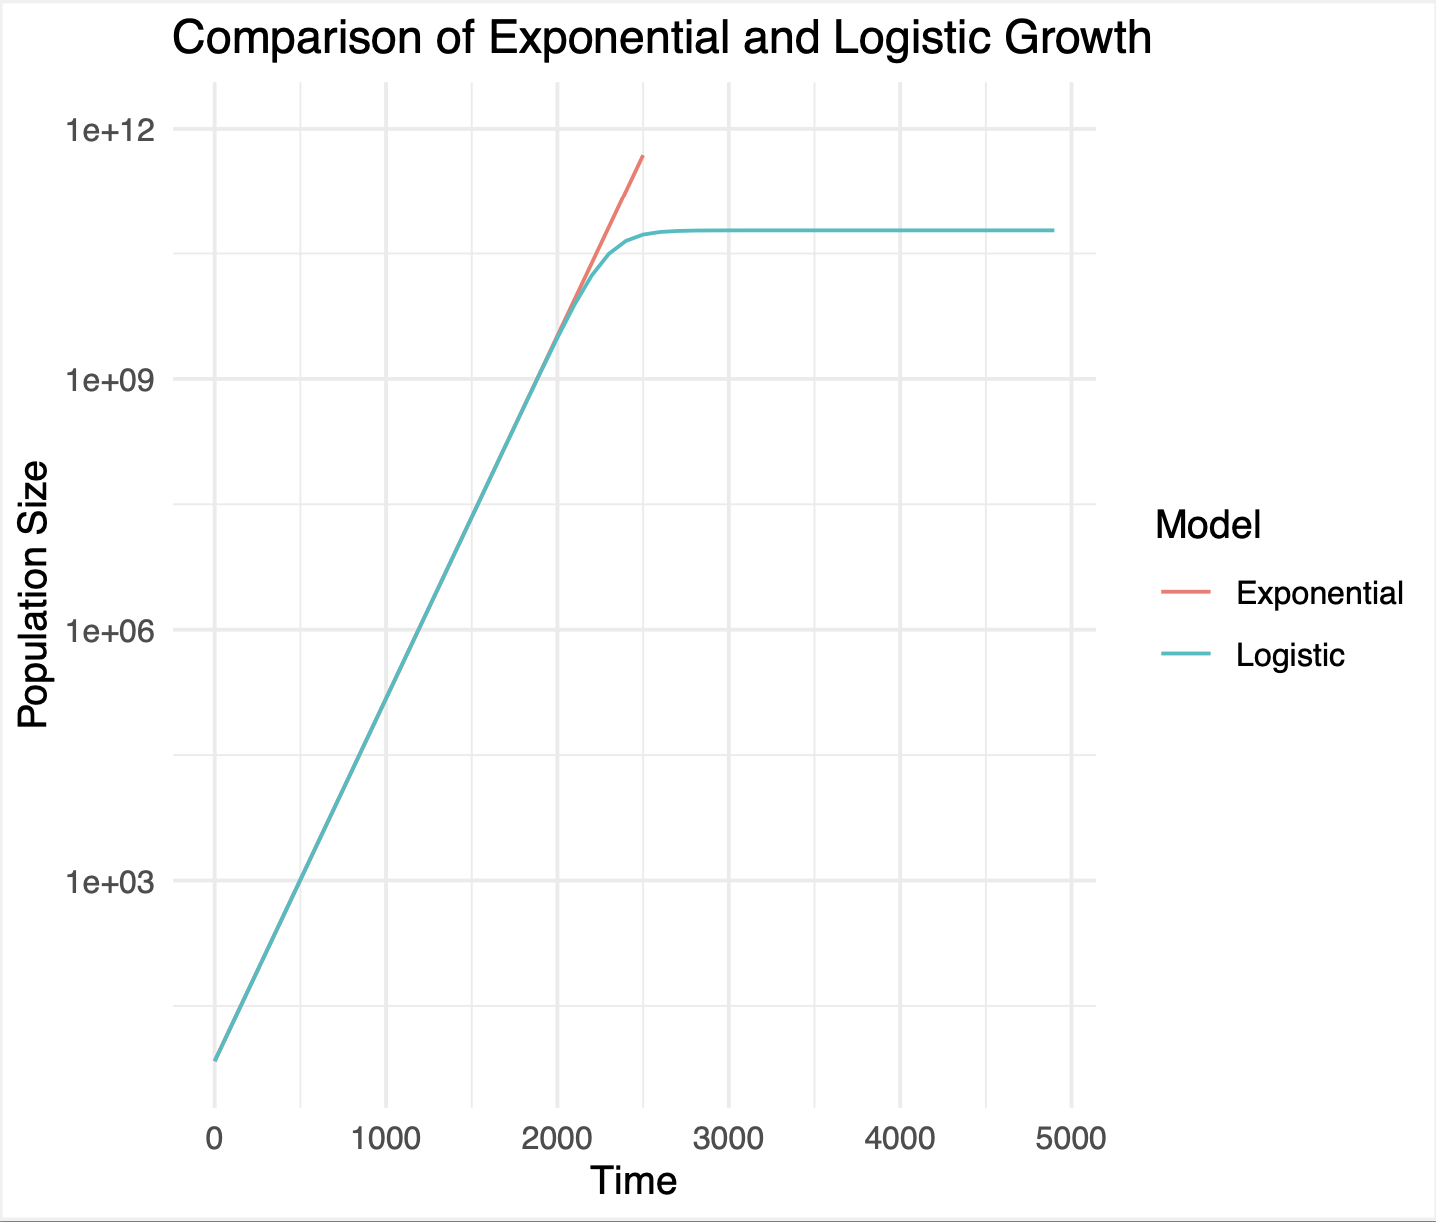 Comparison of Exponential and Logistic Growth
1e+12
1e+09
1e+06
1e+03
Population Size
0 1000 2000 3000 4000 5000
Time
Model
Exponential
Logistic